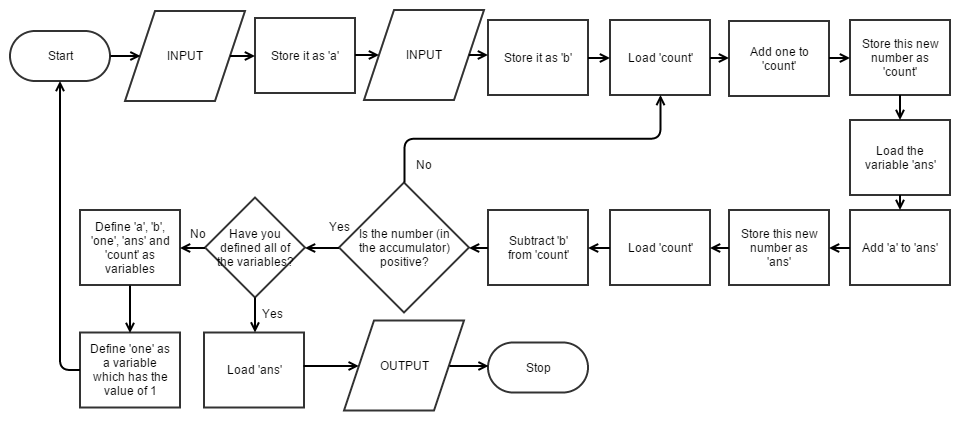 Start
INPUT
Store it as 'a'
INPUT
Store it as 'b'
Load 'count'
Add one to
'count'
Store this new
number as
'count'
Load the
variable 'ans'
Add 'a' to 'ans'
Store this new
number as
'ans'
Load 'count'
Subtract 'b'
from 'count'
Is the number (in
the accumulator)
positive?
No
Yes
Have you
defined all of
the variables?
No
Define 'a', 'b',
'one', 'ans' and
'count' as
variables
Define 'one' as
a variable
which has the
value of 1
Yes
Load 'ans'
OUTPUT
Stop